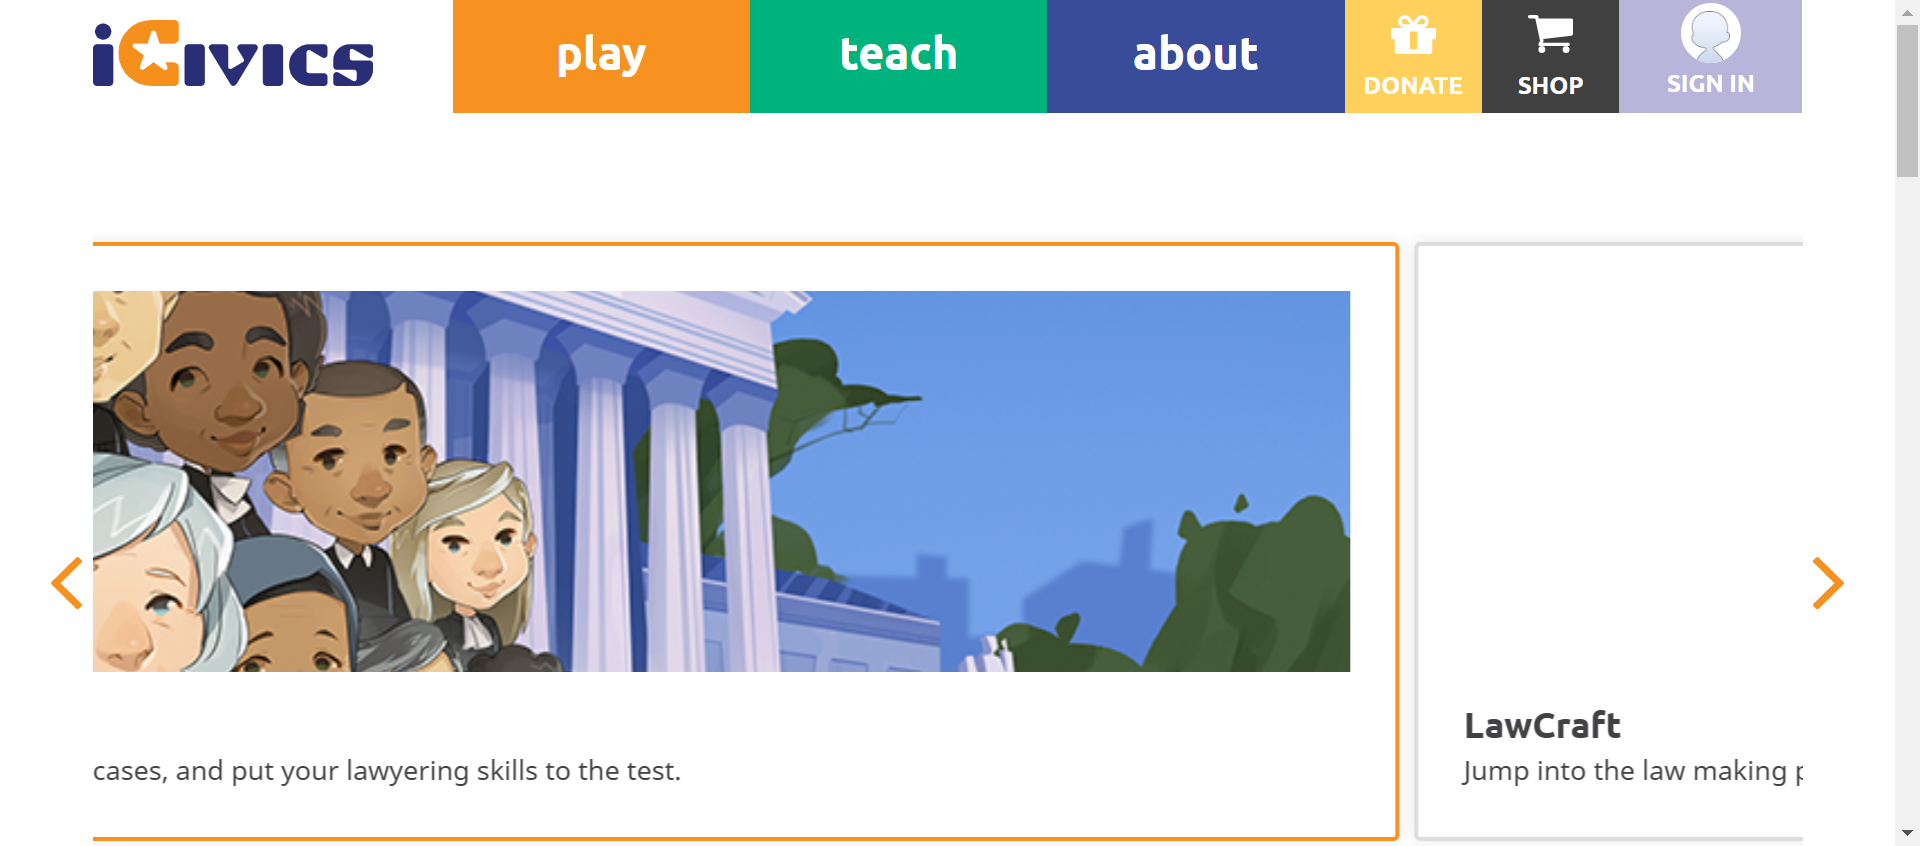 iCivics
play
teach
about
DONATE
SHOP
SIGN IN
cases, and put your lawyering skills to the test.
LawCraft
Jump into the law making